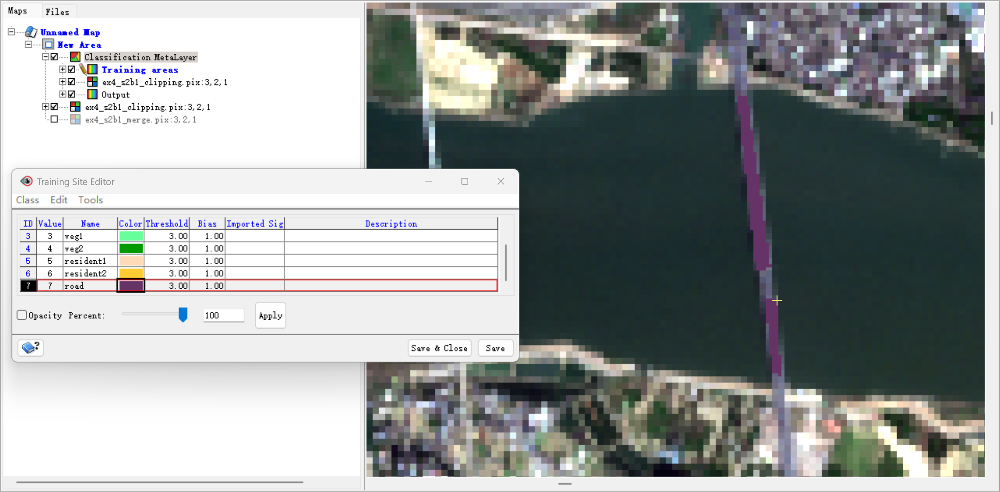 Maps Files
Unnamed Map
New Area
Classification MetaLayer
Training areas
ex4_s2b1_clipping.pix:3,2,1
Output
ex4_s2b1_clipping.pix:3,2,1
ex4_s2b1_merge.pix:3,2,1
Training Site Editor
Class Edit Tools
ID Value Name Color Threshold Bias Imported Sig Description
3 3 veg1 3.00 1.00
4 4 veg2 3.00 1.00
5 5 resident1 3.00 1.00
6 6 resident2 3.00 1.00
7 7 road 3.00 1.00
Opacity Percent: 100 Apply
? Save & Close Save